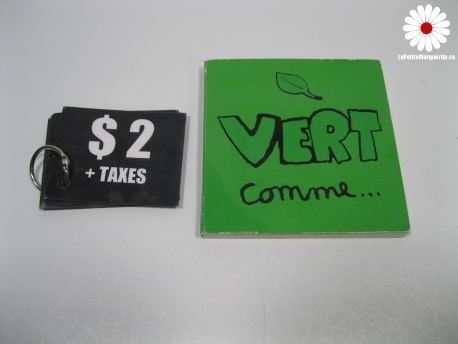 LaPetiteMarguerite.ca
$ 2
+ TAXES
VERT
comme...